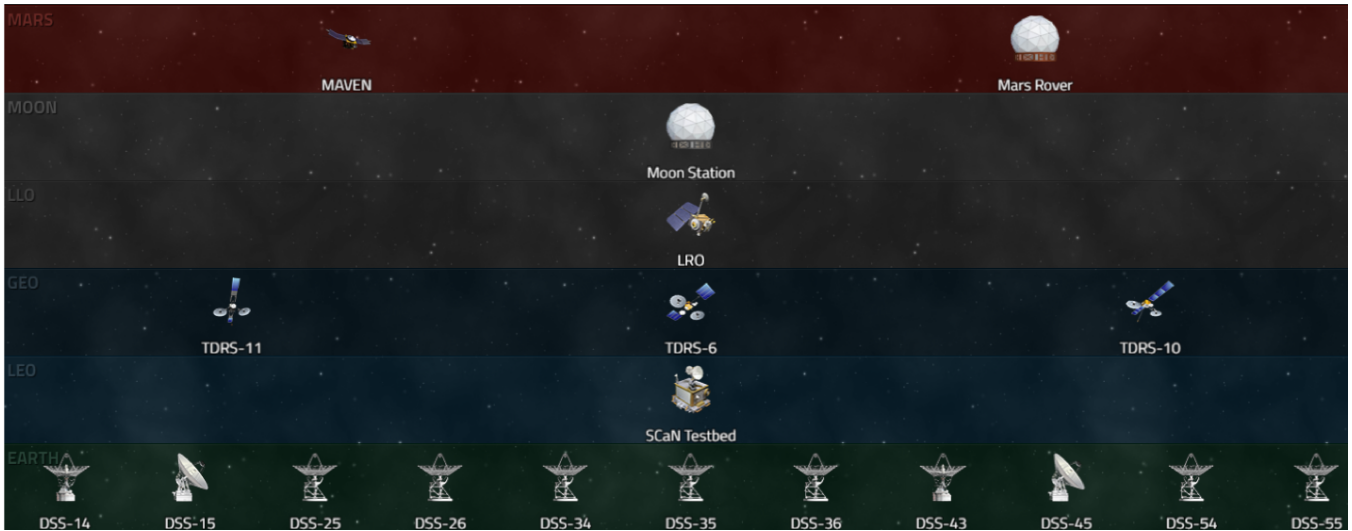 MARS
MAVEN
Mars Rover
MOON
Moon Station
LLO
LRO
GEO
TDRS-11
TDRS-6
TDRS-10
LEO
SCaN Testbed
EARTH
DSS-14
DSS-15
DSS-25
DSS-26
DSS-34
DSS-35
DSS-36
DSS-43
DSS-45
DSS-54
DSS-55